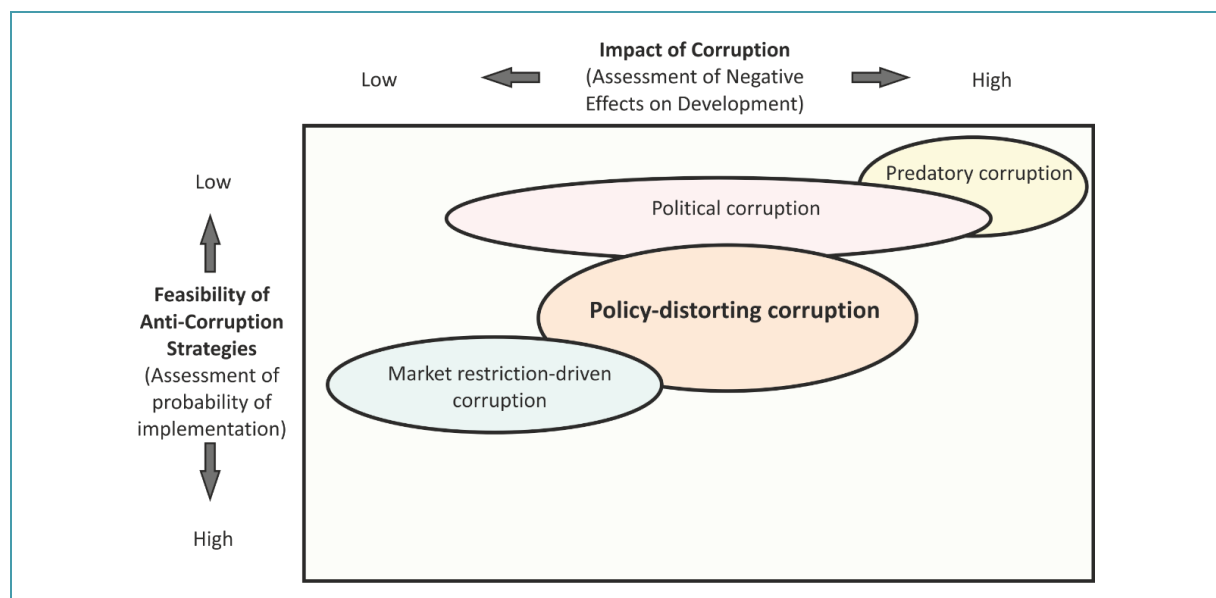 Impact of Corruption
(Assessment of Negative
Effects on Development)
Low
High
Low
Feasibility of
Anti-Corruption
Strategies
(Assessment of
probability of
implementation)
High
Predatory corruption
Political corruption
Policy-distorting corruption
Market restriction-driven
corruption